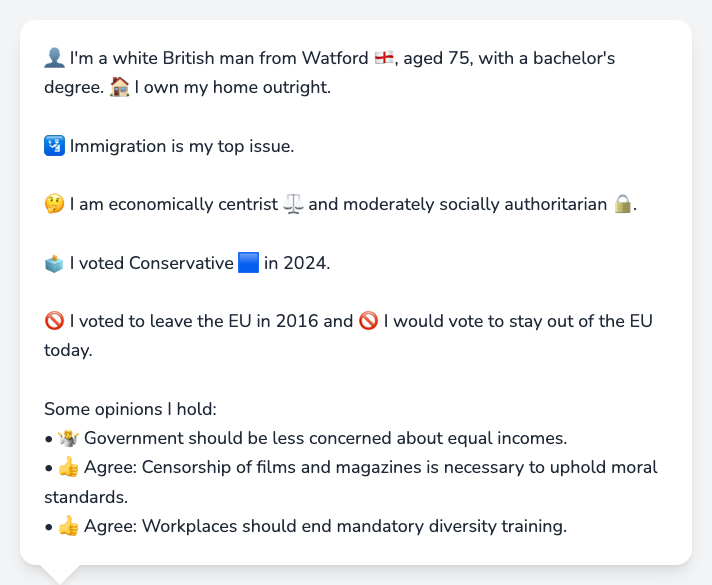 👤 I'm a white British man from Watford 🏴󠁧󠁢󠁥󠁮󠁧󠁿, aged 75, with a bachelor's
degree. 🏠 I own my home outright.
🛂 Immigration is my top issue.
🤔 I am economically centrist ⚖️ and moderately socially authoritarian 🔒.
🗳️ I voted Conservative 🟦 in 2024.
🚫 I voted to leave the EU in 2016 and 🚫 I would vote to stay out of the EU
today.
Some opinions I hold:
• 🤷 Government should be less concerned about equal incomes.
• 👍 Agree: Censorship of films and magazines is necessary to uphold moral
standards.
• 👍 Agree: Workplaces should end mandatory diversity training.